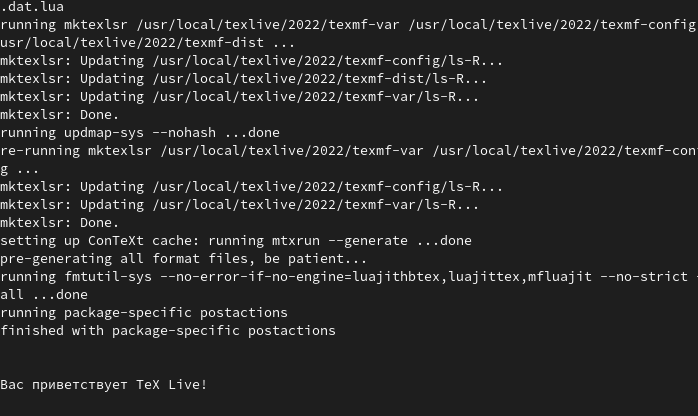 .dat.lua
running mktexlsr /usr/local/texlive/2022/texmf-var /usr/local/texlive/2022/texmf-config
usr/local/texlive/2022/texmf-dist ...
mktexlsr: Updating /usr/local/texlive/2022/texmf-config/ls-R...
mktexlsr: Updating /usr/local/texlive/2022/texmf-dist/ls-R...
mktexlsr: Updating /usr/local/texlive/2022/texmf-var/ls-R...
mktexlsr: Done.
running updmap-sys --nohash ...done
re-running mktexlsr /usr/local/texlive/2022/texmf-var /usr/local/texlive/2022/texmf-con
g ...
mktexlsr: Updating /usr/local/texlive/2022/texmf-config/ls-R...
mktexlsr: Updating /usr/local/texlive/2022/texmf-var/ls-R...
mktexlsr: Done.
setting up ConTeXt cache: running mtxrun --generate ...done
pre-generating all format files, be patient...
running fmtutil-sys --no-error-if-no-engine=luajithbtex,luajittex,mfluajit --no-strict -
all ...done
running package-specific postactions
finished with package-specific postactions
Вас приветствует TeX Live!